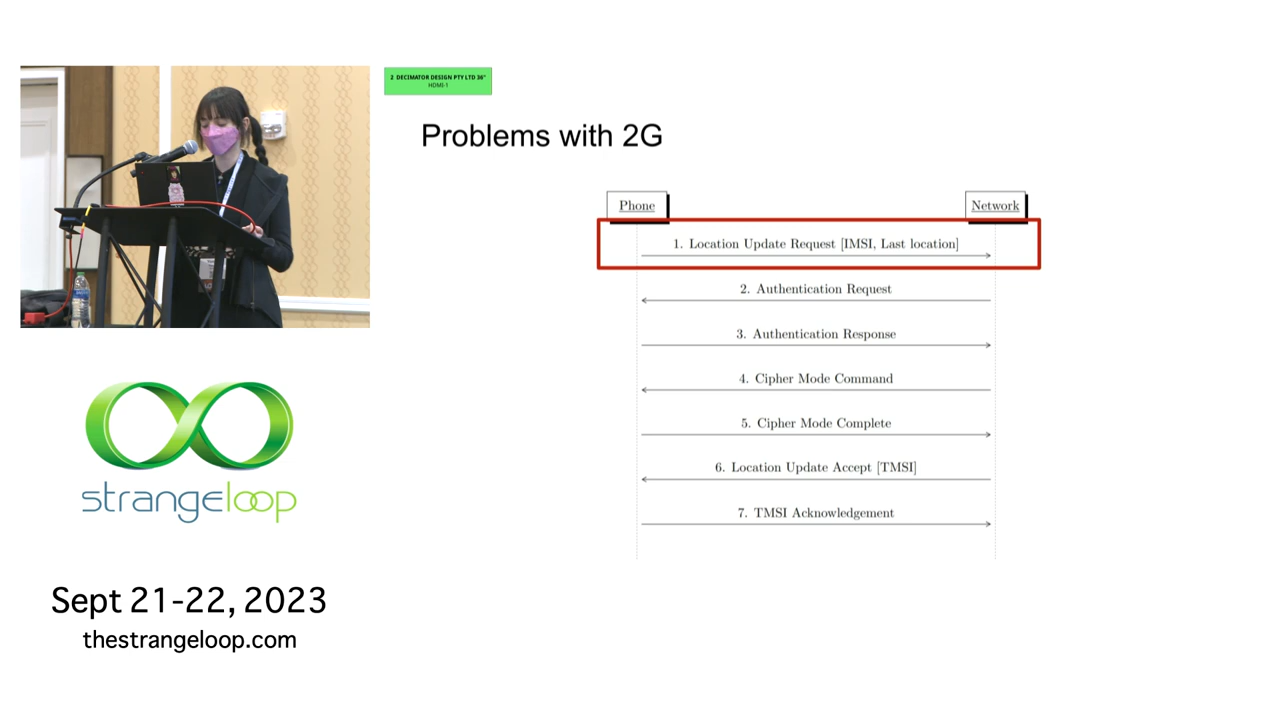 2 DECIMATOR DESIGN PTY LTD 36"
HDMI-1
Problems with 2G
Phone
Network
1. Location Update Request [IMSI, Last location]
2. Authentication Request
3. Authentication Response
4. Cipher Mode Command
5. Cipher Mode Complete
6. Location Update Accept [TMSI]
7. TMSI Acknowledgement
strangeloop
Sept 21-22, 2023
thestrangeloop.com